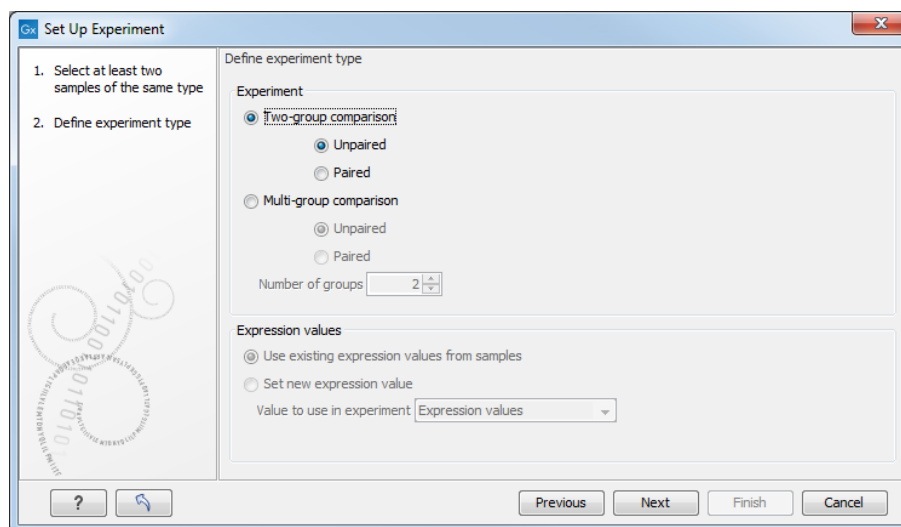 Gx Set Up Experiment
1. Select at least two
samples of the same type
2. Define experiment type
Define experiment type
Experiment
Two-group comparison
Unpaired
Paired
Multi-group comparison
Unpaired
Paired
Number of groups 2
Expression values
Use existing expression values from samples
Set new expression value
Value to use in experiment Expression values
? Previous Next Finish Cancel